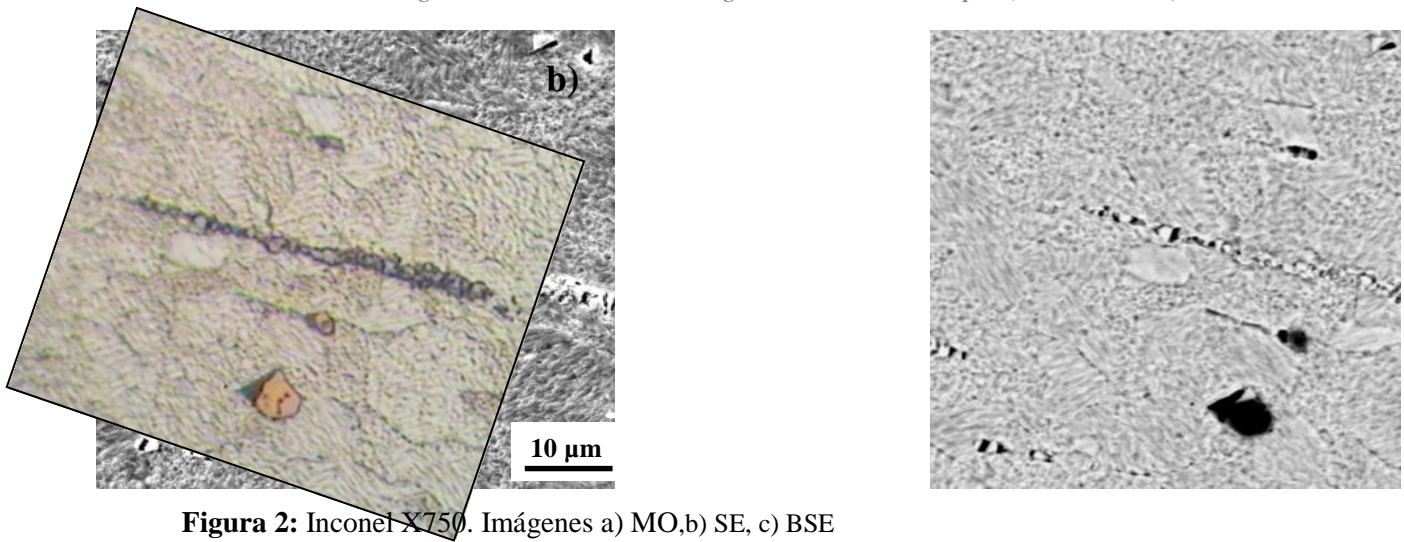 b)
10 µm
Figura 2: Inconel X750. Imágenes a) MO,b) SE, c) BSE